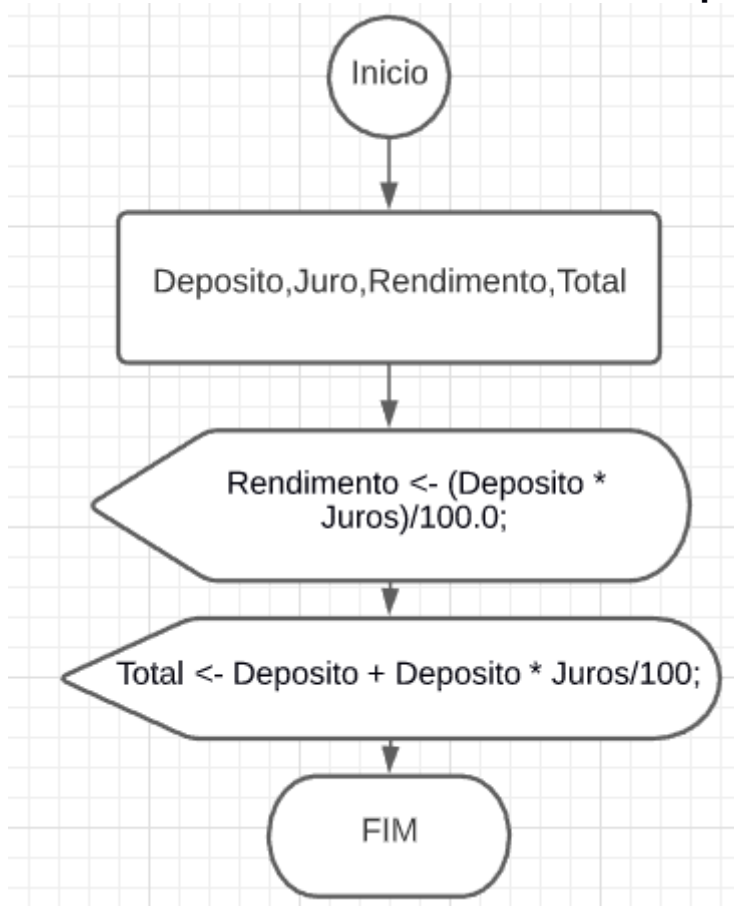 Inicio
Deposito,Juro,Rendimento,Total
Rendimento <- (Deposito *
Juros)/100.0;
Total <- Deposito + Deposito * Juros/100;
FIM